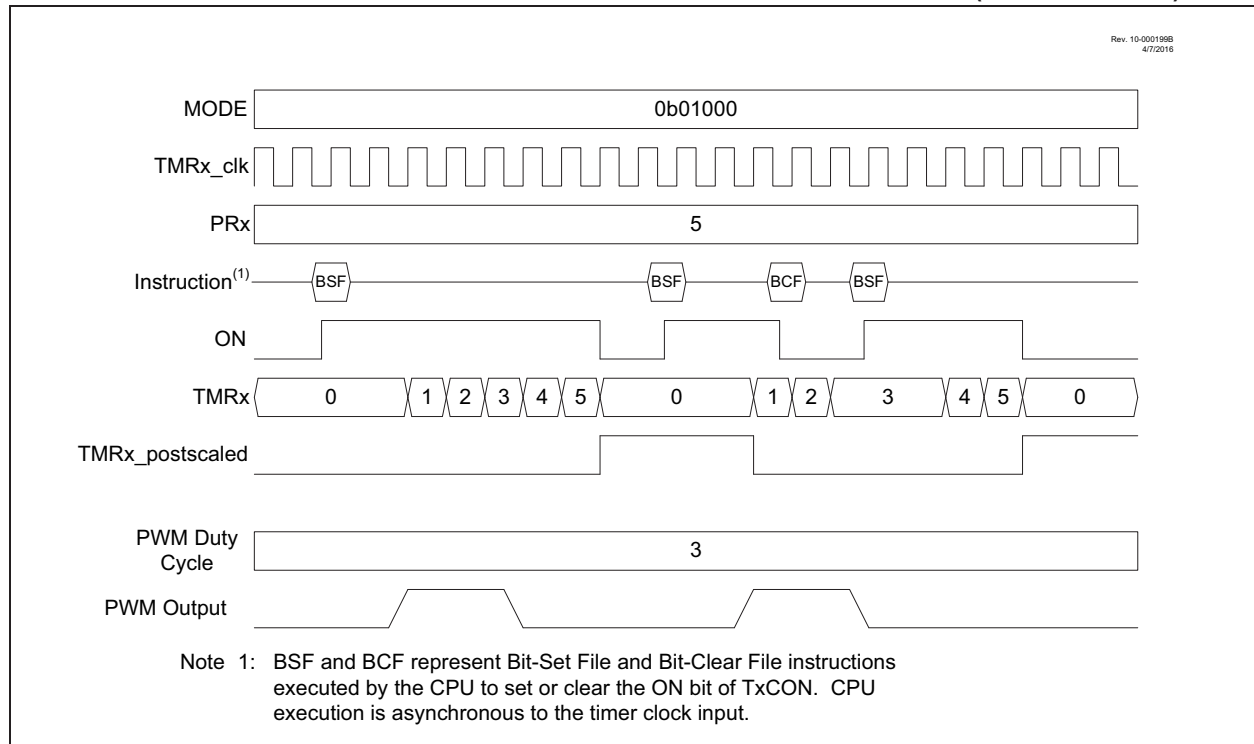 Rev. 10-000199B
4/7/2016
MODE
0b01000
TMRx_clk
PRx
5
Instruction(1)
BSF
BSF
BCF
BSF
ON
TMRx
0
1
2
3
4
5
0
1
2
3
4
5
0
TMRx_postscaled
PWM Duty
Cycle
3
PWM Output
Note 1: BSF and BCF represent Bit-Set File and Bit-Clear File instructions
executed by the CPU to set or clear the ON bit of TxCON. CPU
execution is asynchronous to the timer clock input.